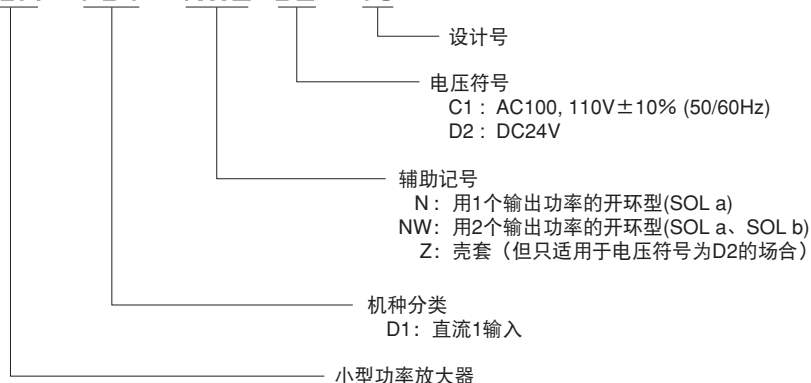 设计号
电压符号
C1 : AC100, 110V±10% (50/60Hz)
D2 : DC24V
辅助记号
N : 用1个输出功率的开环型(SOL a)
NW: 用2个输出功率的开环型(SOL a、SOL b)
Z: 壳套（但只适用于电压符号为D2的场合）
机种分类
D1: 直流1输入
小型功率放大器